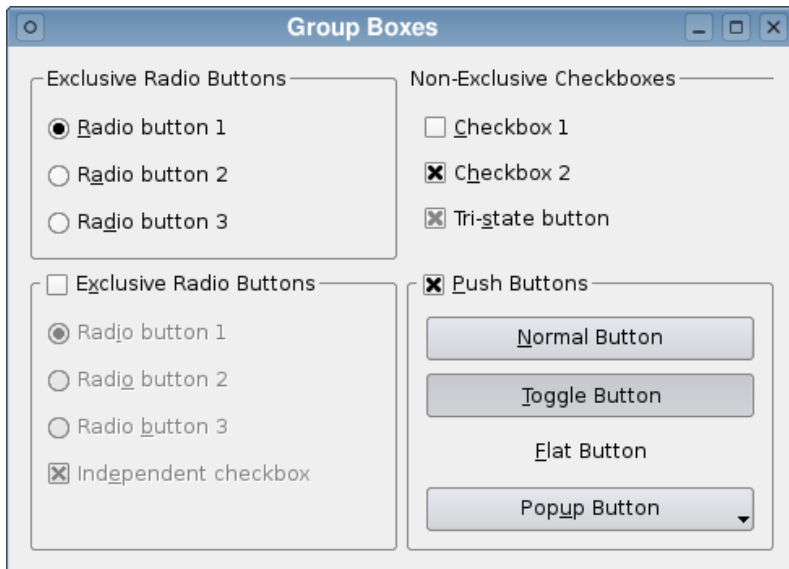 Group Boxes
Exclusive Radio Buttons
Radio button 1
Radio button 2
Radio button 3
Non-Exclusive Checkboxes
Checkbox 1
Checkbox 2
Tri-state button
Exclusive Radio Buttons
Radio button 1
Radio button 2
Radio button 3
Independent checkbox
Push Buttons
Normal Button
Toggle Button
Flat Button
Popup Button